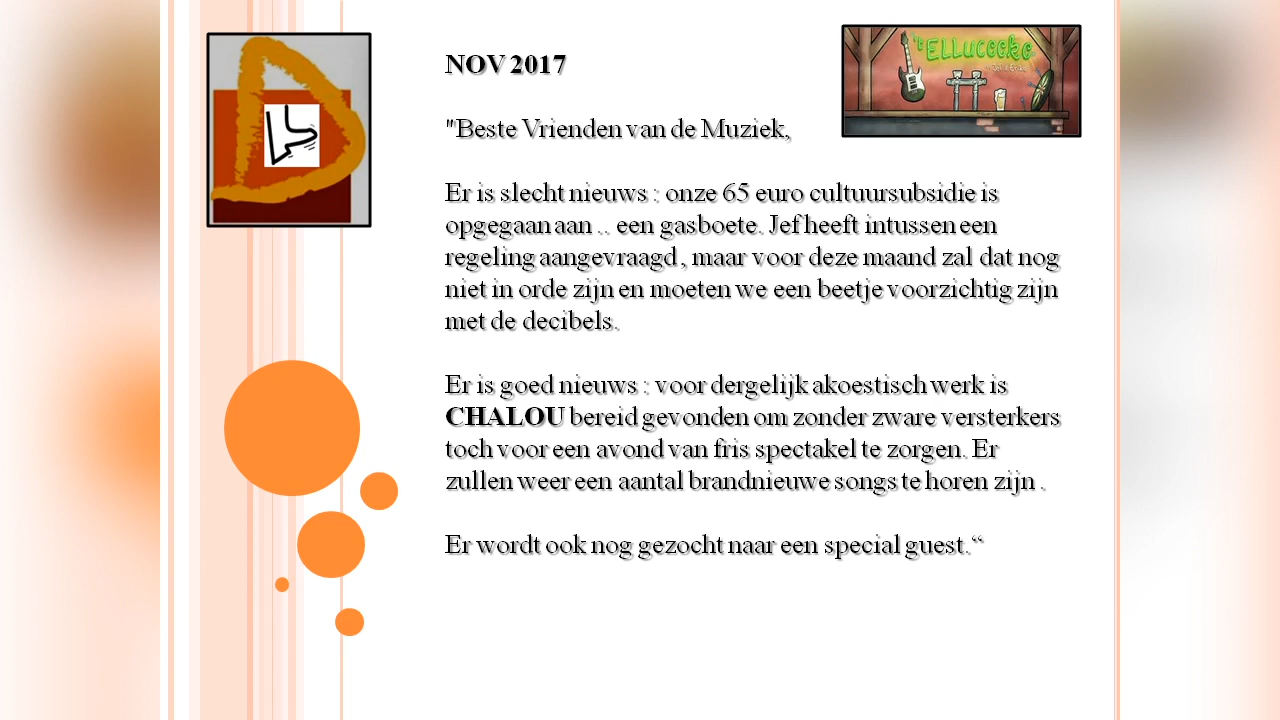 't ELLUCOOKE
NOV 2017
"Beste Vrienden van de Muziek,
Er is slecht nieuws : onze 65 euro cultuursubsidie is
opgegaan aan .. een gasboete. Jef heeft intussen een
regeling aangevraagd , maar voor deze maand zal dat nog
niet in orde zijn en moeten we een beetje voorzichtig zijn
met de decibels.
Er is goed nieuws : voor dergelijk akoestisch werk is
CHALOU bereid gevonden om zonder zware versterkers
toch voor een avond van fris spectakel te zorgen. Er
zullen weer een aantal brandnieuwe songs te horen zijn .
Er wordt ook nog gezocht naar een special guest.“